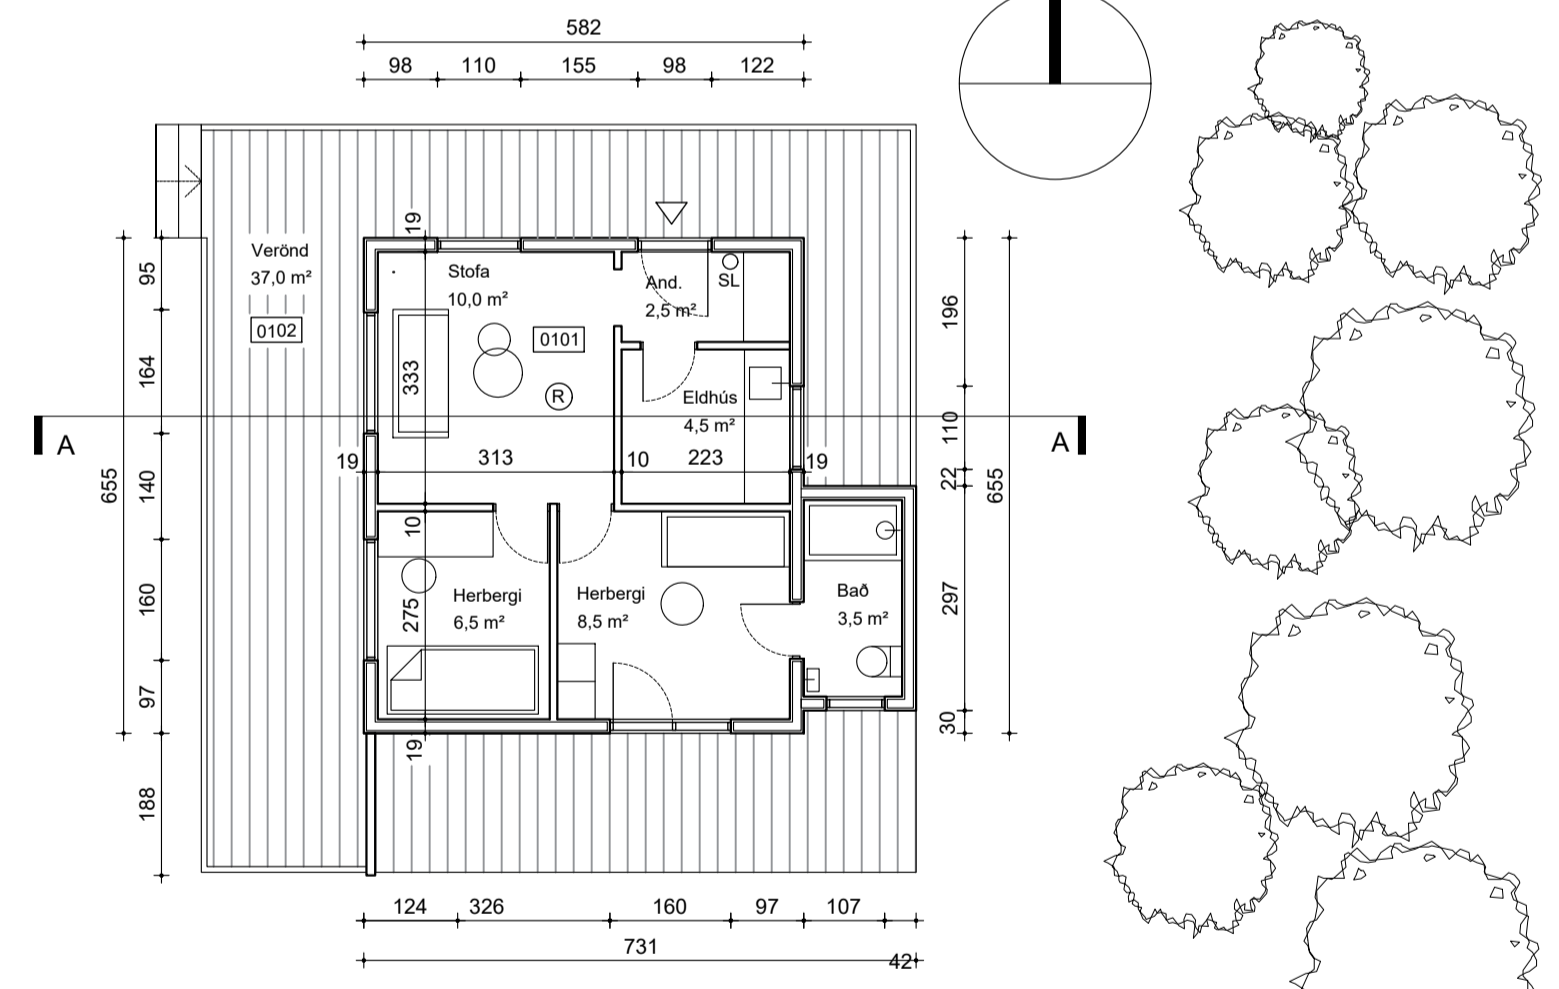 582
98 110 155 98 122
Verönd
37,0 m²
0102
Stofa
10,0 m²
0101
R
And.
2,5 m²
SL
Eldhús
4,5 m²
Herbergi
6,5 m²
Herbergi
8,5 m²
Bað
3,5 m²
A
A
655
95
164
140
160
97
188
19
333
10
275
19
19 313 10 223 19
196
110
22
297
30
655
124 326 160 97 107
731
42